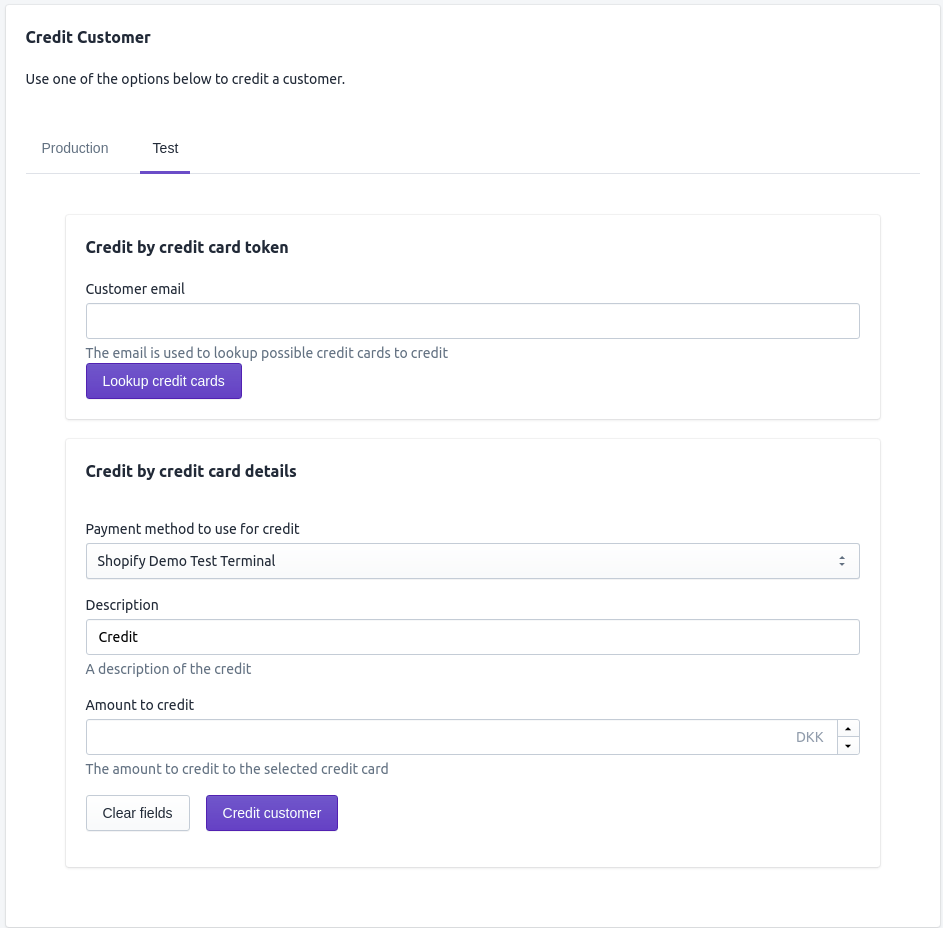 Credit Customer
Use one of the options below to credit a customer.
Production Test
Credit by credit card token
Customer email
The email is used to lookup possible credit cards to credit
Lookup credit cards
Credit by credit card details
Payment method to use for credit
Shopify Demo Test Terminal
Description
Credit
A description of the credit
Amount to credit
DKK
The amount to credit to the selected credit card
Clear fields Credit customer